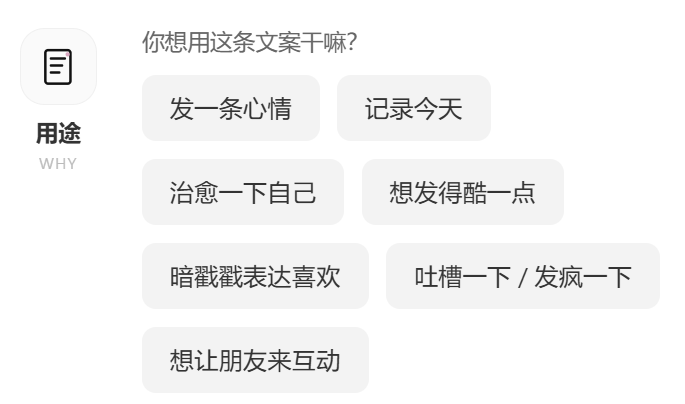 你想用这条文案干嘛?
发一条心情 记录今天
用途
WHY
治愈一下自己 想发得酷一点
暗戳戳表达喜欢 吐槽一下 / 发疯一下
想让朋友来互动